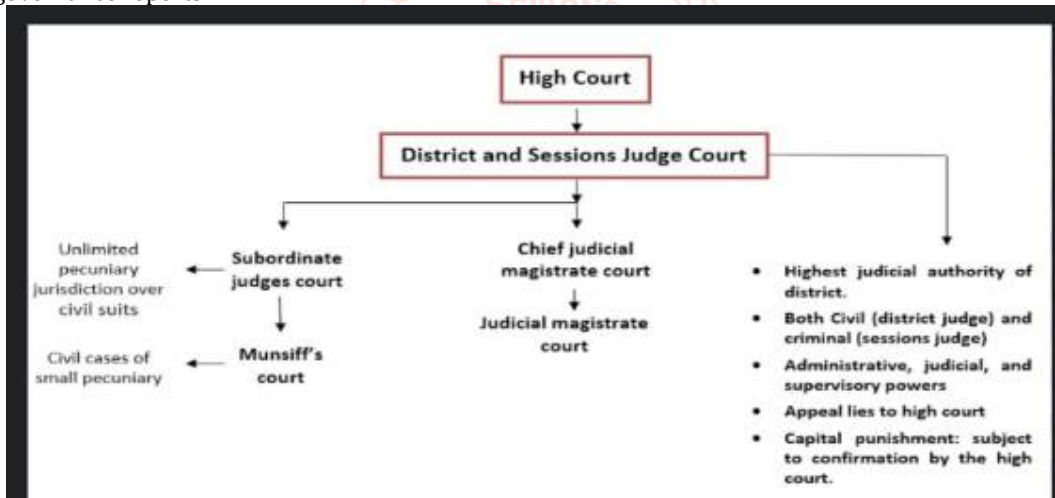 High Court
District and Sessions Judge Court
Unlimited
pecuniary
jurisdiction over
civil suits
Subordinate
judges court
Chief judicial
magistrate court
Judicial magistrate
court
Civil cases of
small pecuniary
Munsiff's
court
• Highest judicial authority of
district.
• Both Civil (district judge) and
criminal (sessions judge)
• Administrative, judicial, and
supervisory powers
• Appeal lies to high court
• Capital punishment: subject
to confirmation by the high
court.